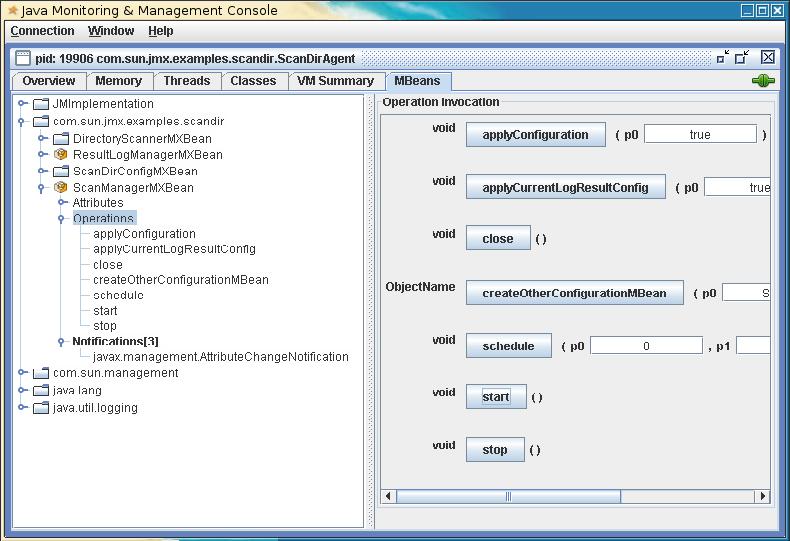 Java Monitoring & Management Console
Connection Window Help
pid: 19906 com.sun.jmx.examples.scandir.ScanDirAgent
Overview Memory Threads Classes VM Summary MBeans
JMImplementation
com.sun.jmx.examples.scandir
DirectoryScannerMXBean
ResultLogManagerMXBean
ScanDirConfigMXBean
ScanManagerMXBean
Attributes
Operations
applyConfiguration
applyCurrentLogResultConfig
close
createOtherConfigurationMBean
schedule
start
stop
Notifications[3]
javax.management.AttributeChangeNotification
com.sun.management
java.lang
java.util.logging
Operation Invocation
void applyConfiguration ( p0 true )
void applyCurrentLogResultConfig ( p0 true
void close ( )
ObjectName createOtherConfigurationMBean ( p0 S
void schedule ( p0 0 , p1
void start ( )
void stop ( )